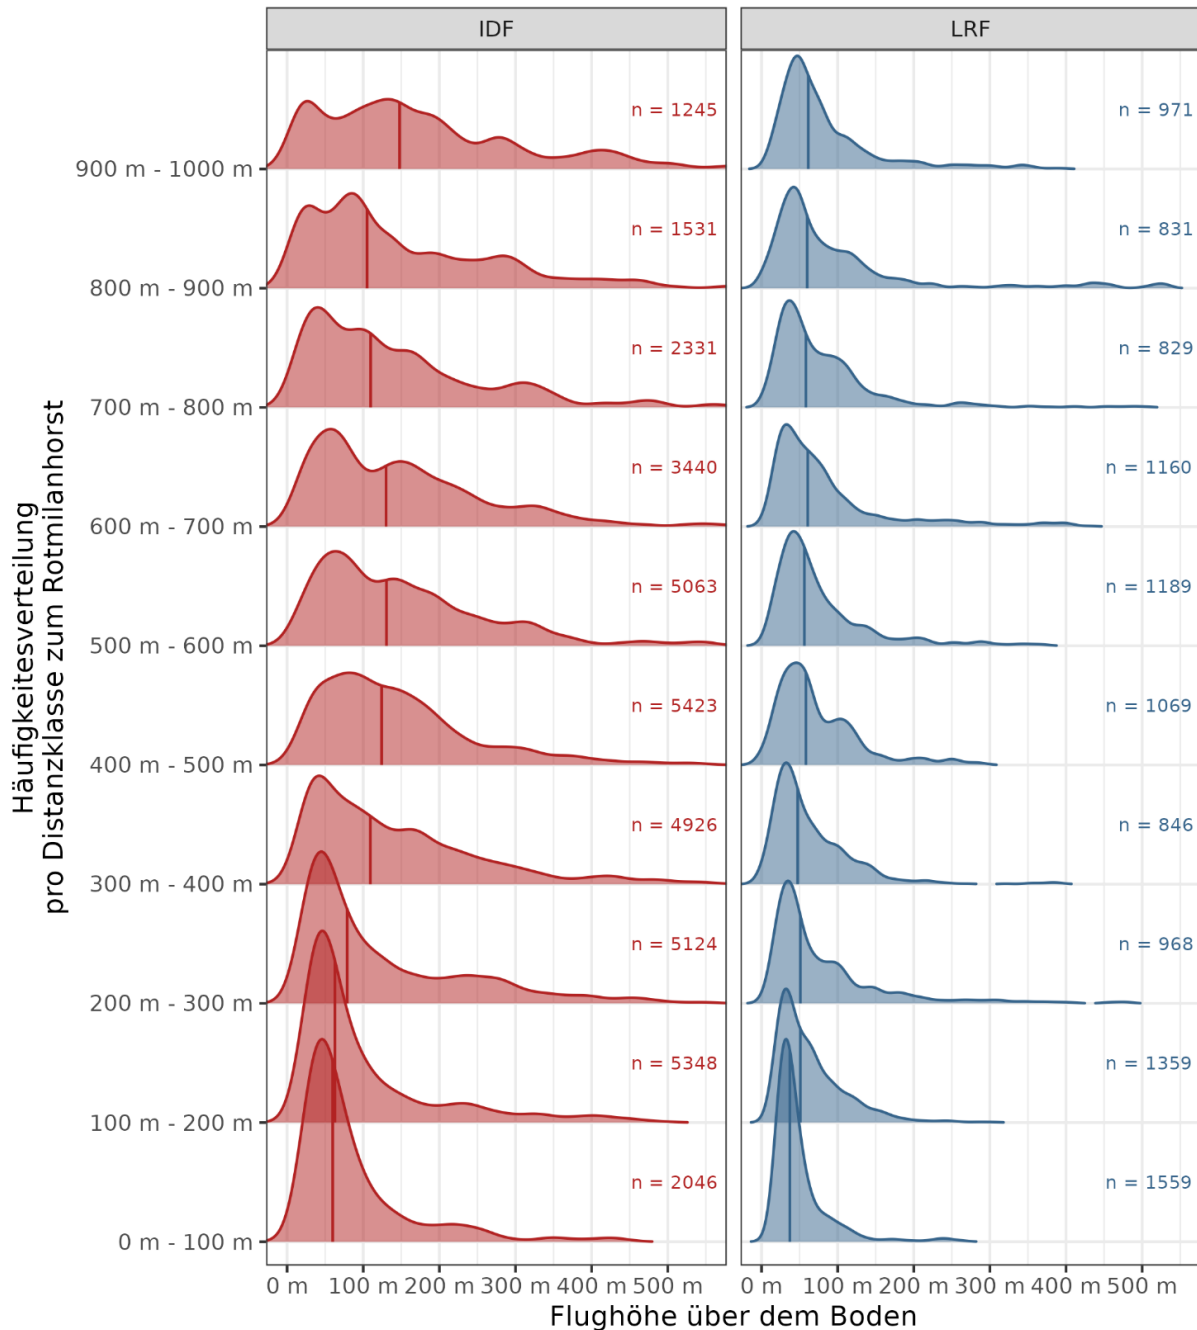 IDF
LRF
Häufigkeitesverteilung
pro Distanzklasse zum Rotmilanhorst
900 m - 1000 m
n = 1245
n = 971
800 m - 900 m
n = 1531
n = 831
700 m - 800 m
n = 2331
n = 829
600 m - 700 m
n = 3440
n = 1160
500 m - 600 m
n = 5063
n = 1189
400 m - 500 m
n = 5423
n = 1069
300 m - 400 m
n = 4926
n = 846
200 m - 300 m
n = 5124
n = 968
100 m - 200 m
n = 5348
n = 1359
0 m - 100 m
n = 2046
n = 1559
0 m 100 m 200 m 300 m 400 m 500 m
0 m 100 m 200 m 300 m 400 m 500 m
Flughöhe über dem Boden